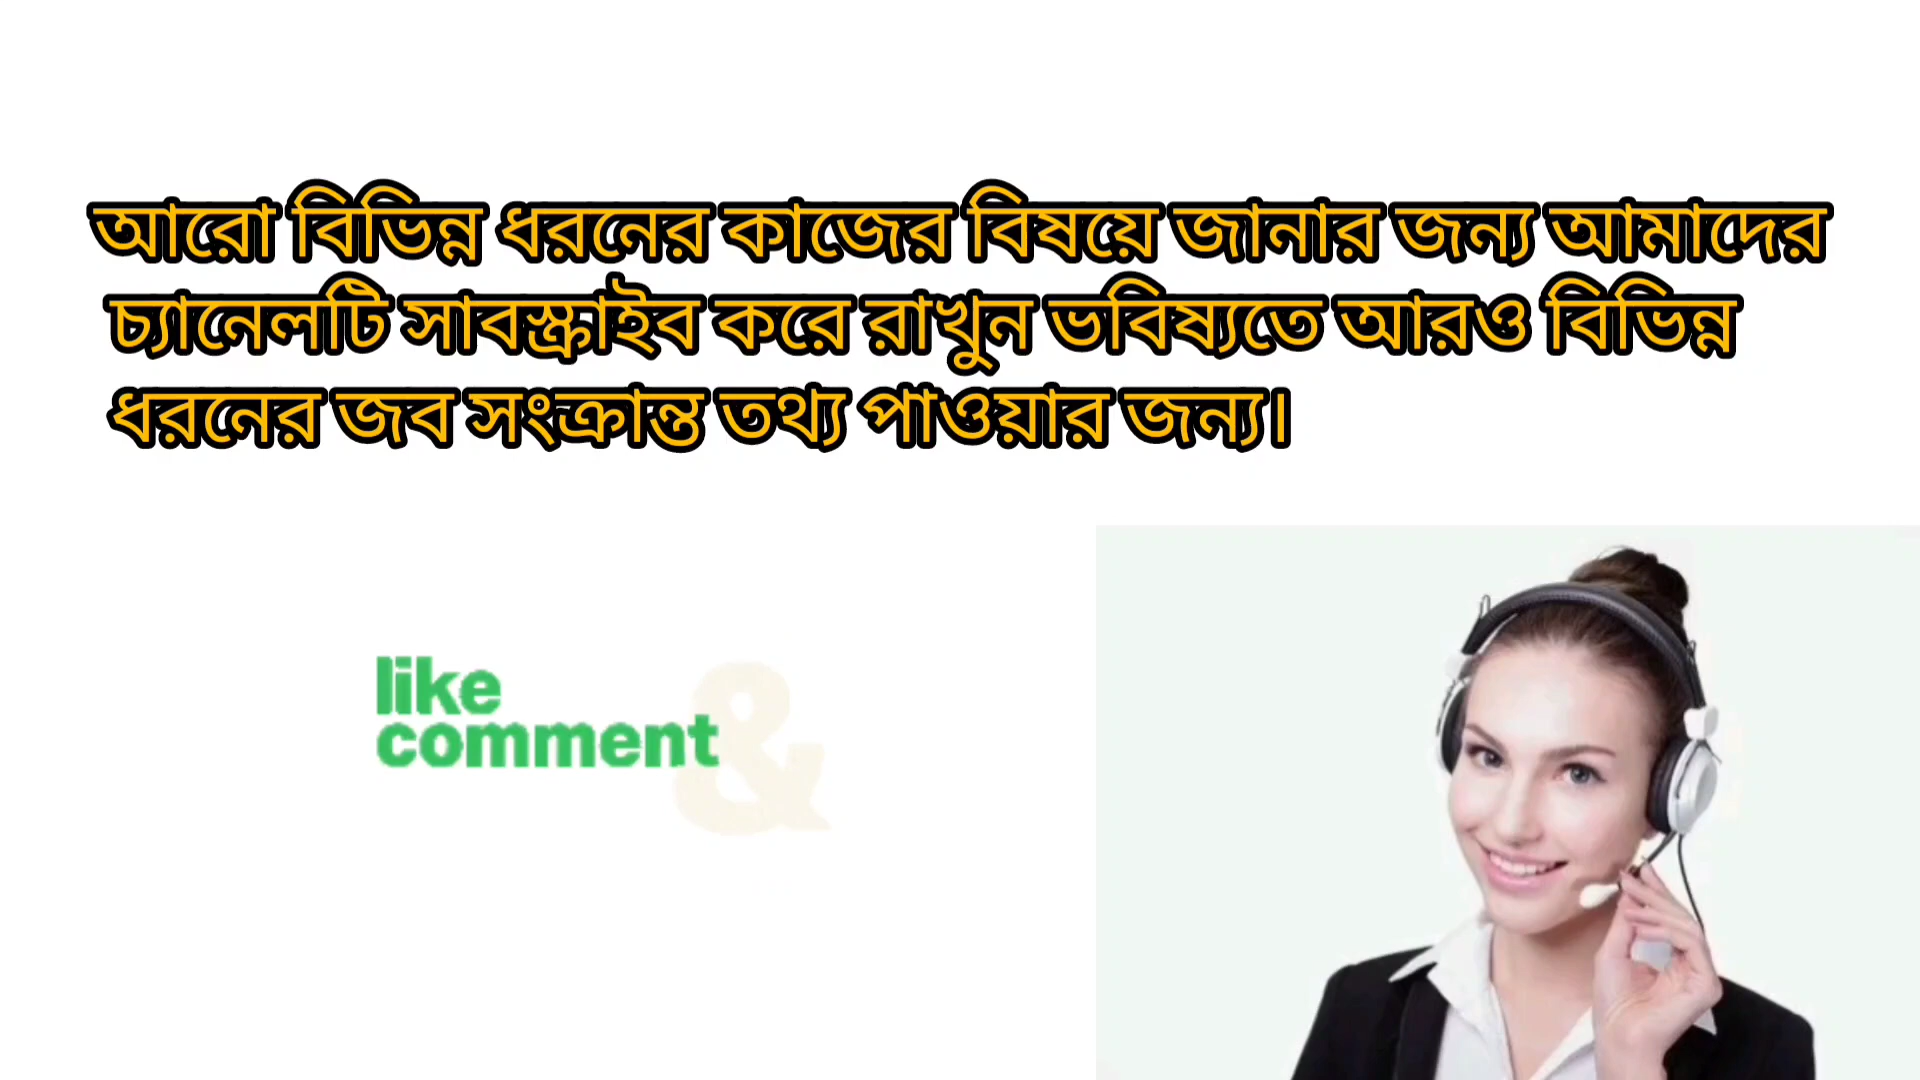 আরো বিভিন্ন ধরনের কাজের বিষয়ে জানার জন্য আমাদের
চ্যানেলটি সাবস্ক্রাইব করে রাখুন ভবিষ্যতে আরও বিভিন্ন
ধরনের জব সংক্রান্ত তথ্য পাওয়ার জন্য।
like
comment &